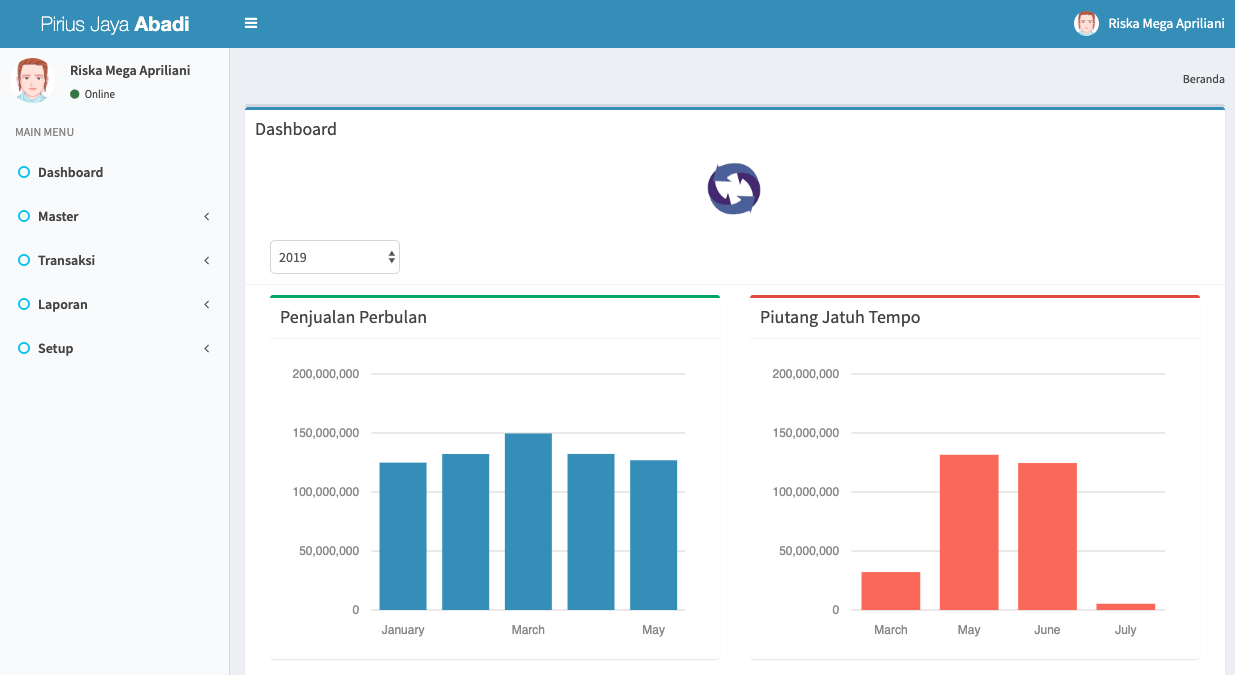 Pirius Jaya Abadi
Riska Mega Apriliani
Riska Mega Apriliani
Online
MAIN MENU
Dashboard
Master
Transaksi
Laporan
Setup
Beranda
Dashboard
2019
Penjualan Perbulan
200,000,000
150,000,000
100,000,000
50,000,000
0
January March May
Piutang Jatuh Tempo
200,000,000
150,000,000
100,000,000
50,000,000
0
March May June July